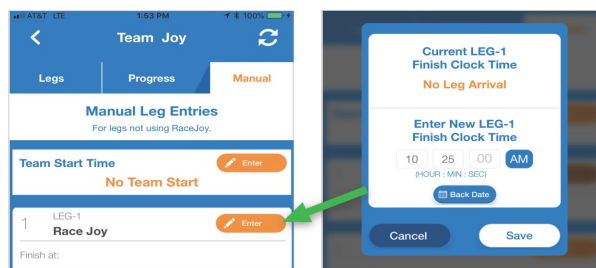 AT&T LTE 1:53 PM 100%
Team Joy
Legs Progress Manual
Manual Leg Entries
For legs not using RaceJoy.
Team Start Time
Enter
No Team Start
1
LEG-1
Race Joy
Enter
Finish at:
Current LEG-1
Finish Clock Time
No Leg Arrival
Enter New LEG-1
Finish Clock Time
10 25 00 AM
(HOUR : MIN : SEC)
Back Date
Cancel Save